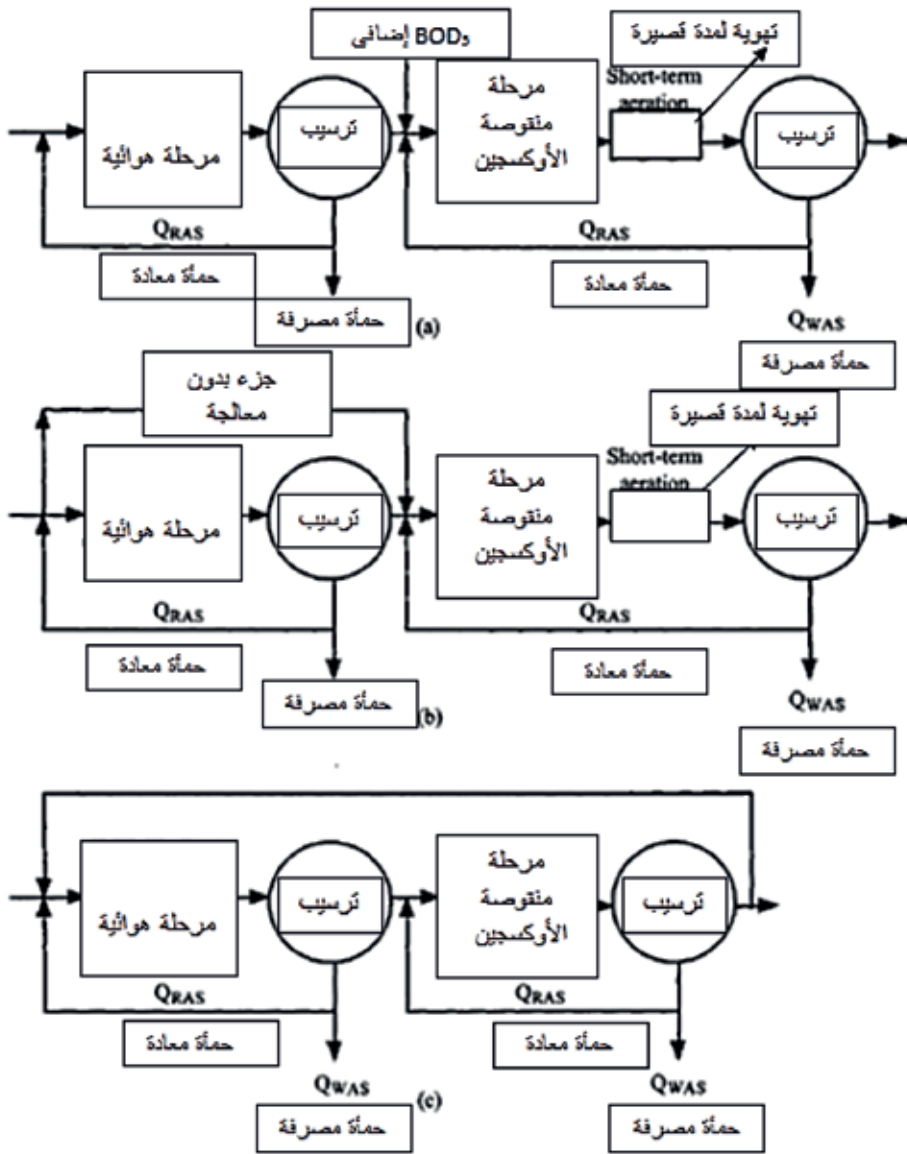 BOD₅ إضافي
تهوية لمدة قصيرة
Short-term
aeration
مرحلة هوائية
ترسيب
مرحلة
منقوصة
الأوكسجين
ترسيب
QRAS
QRAS
حمأة معادة
حمأة معادة
حمأة مصرفة
(a)
QWAS
حمأة مصرفة
جزء بدون
معالجة
تهوية لمدة قصيرة
Short-term
aeration
مرحلة هوائية
ترسيب
مرحلة
منقوصة
الأوكسجين
ترسيب
QRAS
QRAS
حمأة معادة
حمأة معادة
حمأة مصرفة
(b)
QWAS
حمأة مصرفة
مرحلة هوائية
ترسيب
مرحلة
منقوصة
الأوكسجين
ترسيب
QRAS
QRAS
حمأة معادة
حمأة معادة
QWAS
QWAS
حمأة مصرفة
(c)
حمأة مصرفة